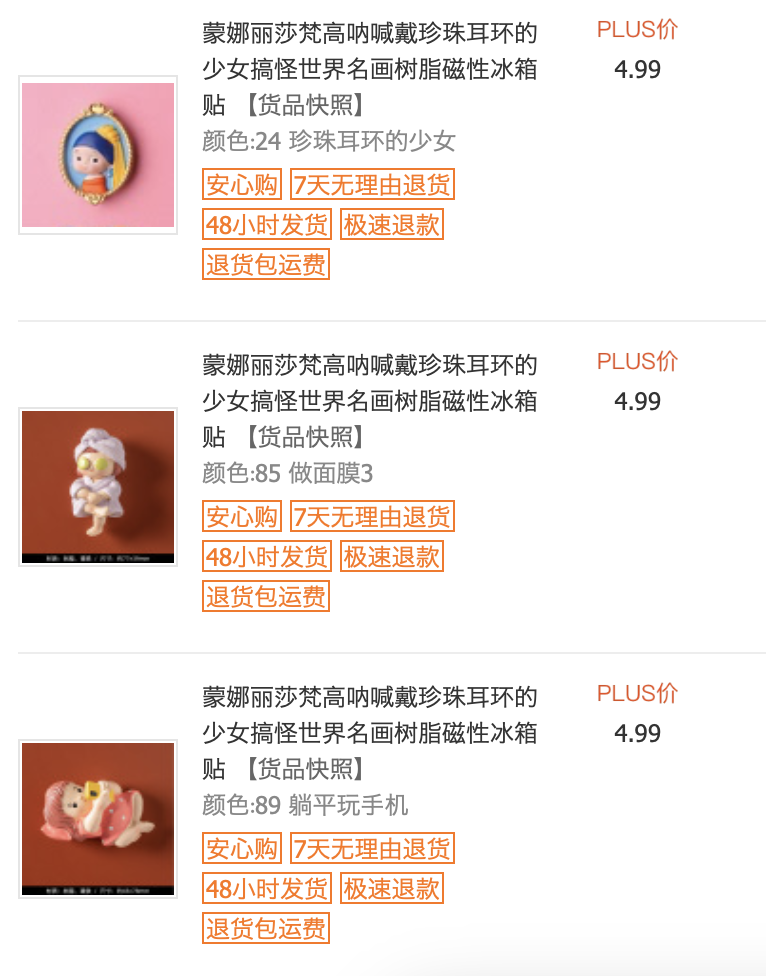 蒙娜丽莎梵高呐喊戴珍珠耳环的
少女搞怪世界名画树脂磁性冰箱
贴 【货品快照】
颜色:24 珍珠耳环的少女
安心购 7天无理由退货
48小时发货 极速退款
退货包运费
PLUS价
4.99
蒙娜丽莎梵高呐喊戴珍珠耳环的
少女搞怪世界名画树脂磁性冰箱
贴 【货品快照】
颜色:85 做面膜3
安心购 7天无理由退货
48小时发货 极速退款
退货包运费
PLUS价
4.99
蒙娜丽莎梵高呐喊戴珍珠耳环的
少女搞怪世界名画树脂磁性冰箱
贴 【货品快照】
颜色:89 躺平玩手机
安心购 7天无理由退货
48小时发货 极速退款
退货包运费
PLUS价
4.99